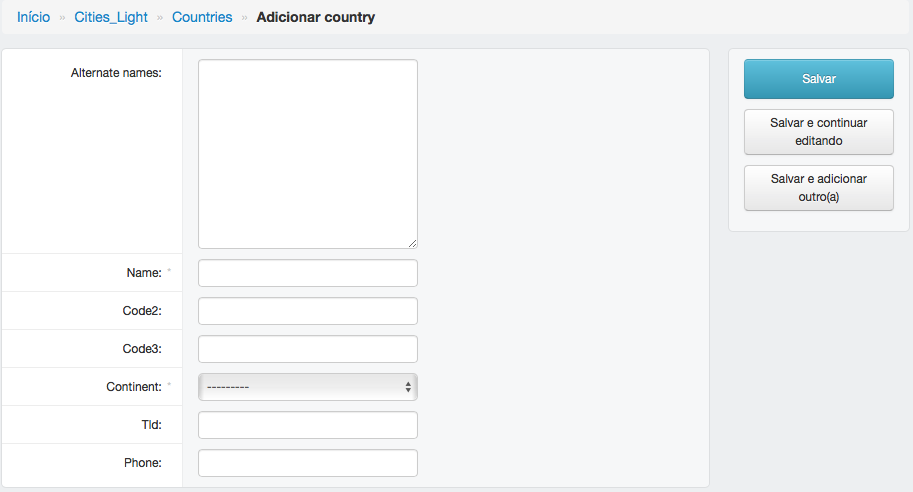 Início » Cities_Light » Countries » Adicionar country
Alternate names:
Name: *
Code2:
Code3:
Continent: *
---------
Tld:
Phone:
Salvar
Salvar e continuar
editando
Salvar e adicionar
outro(a)